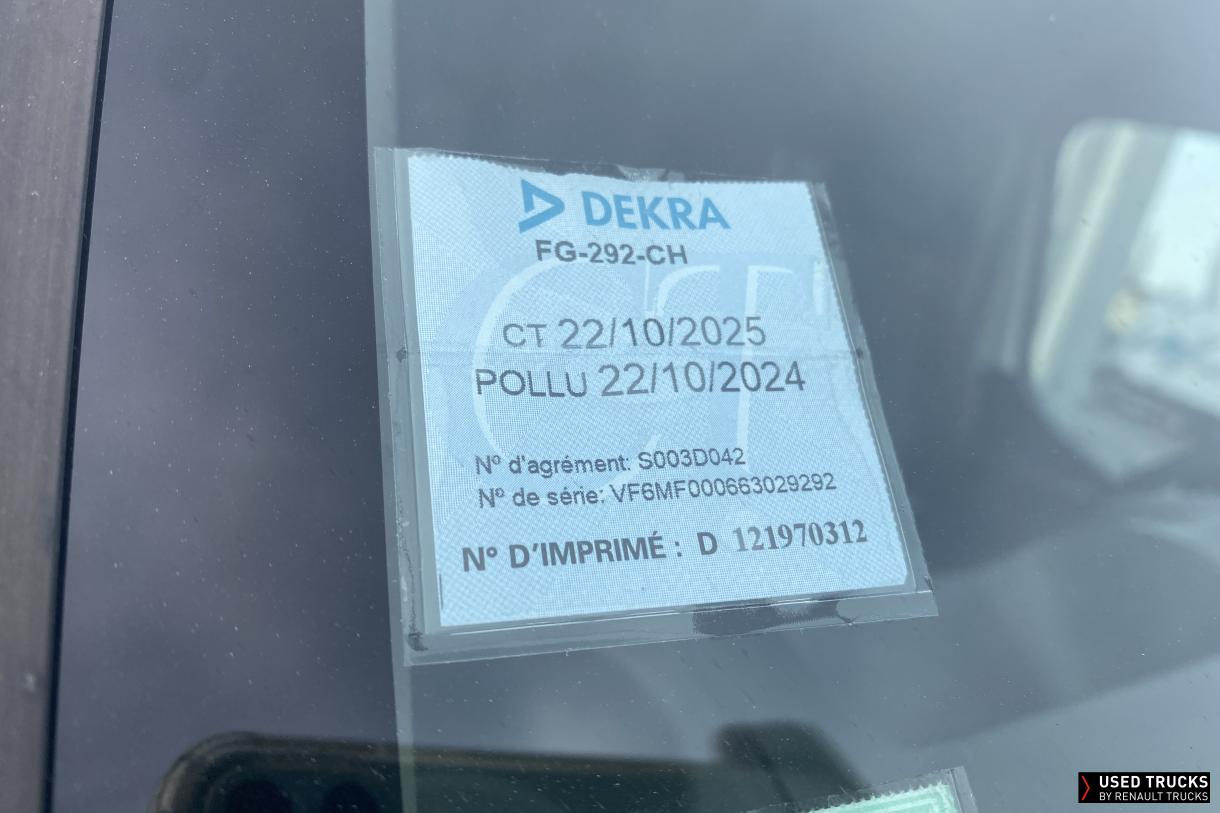 DEKRA
FG-292-CH
CT
CT 22/10/2025
POLLU 22/10/2024
N° d'agrément: S003D042
N° de série: VF6MF000663029292
N° D'IMPRIMÉ : D 121970312
USED TRUCKS
BY RENAULT TRUCKS